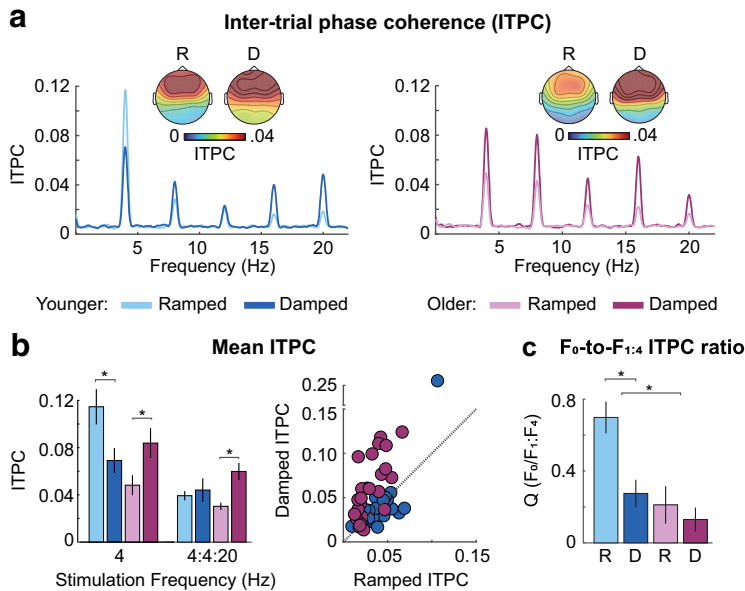 a
Inter-trial phase coherence (ITPC)
R D
0 .04
ITPC
0.12
0.08
0.04
0
ITPC
5 10 15 20
Frequency (Hz)
R D
0 .04
ITPC
0.12
0.08
0.04
0
ITPC
5 10 15 20
Frequency (Hz)
Younger: Ramped Damped
Older: Ramped Damped
b
Mean ITPC
* * *
0.12
0.08
0.04
0
ITPC
4 4:4:20
Stimulation Frequency (Hz)
0.25
0.15
0.10
0.05
0
Damped ITPC
0.05 0.15
Ramped ITPC
c
F₀-to-F₁:₄ ITPC ratio
*
*
0.8
0.4
0
Q (F₀/F₁:F₄)
R D R D